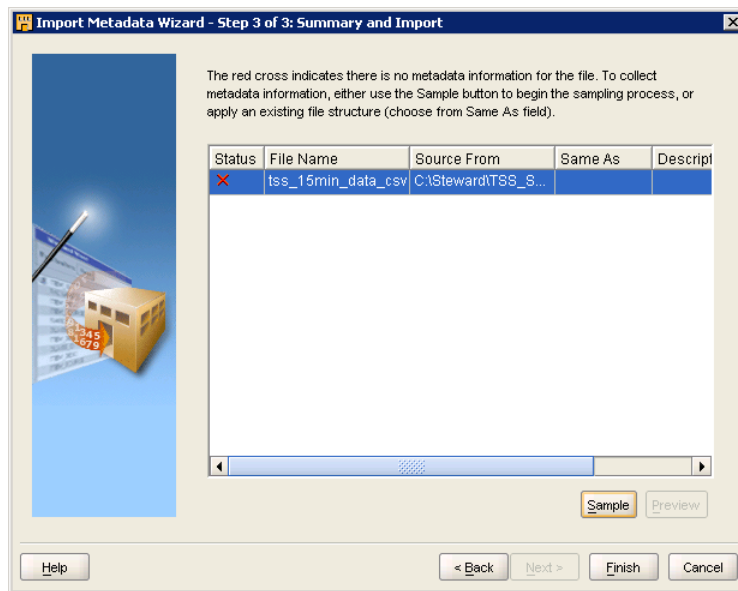 Import Metadata Wizard - Step 3 of 3: Summary and Import
The red cross indicates there is no metadata information for the file. To collect
metadata information, either use the Sample button to begin the sampling process, or
apply an existing file structure (choose from Same As field).
Status File Name Source From Same As Descript
tss_15min_data_csv C:\Steward\TSS_S...
1345
1679
Sample Preview
Help < Back Next > Finish Cancel